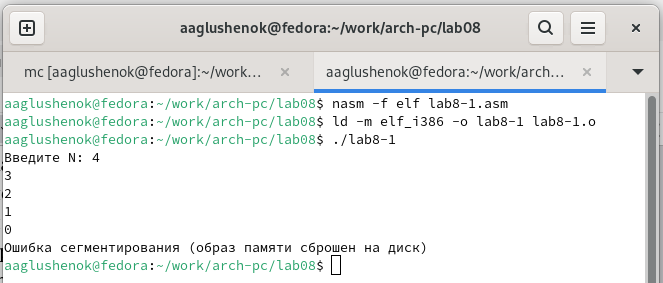 aaglushenok@fedora:~/work/arch-pc/lab08
mc [aaglushenok@fedora]:~/work...
aaglushenok@fedora:~/work/arch...
aaglushenok@fedora:~/work/arch-pc/lab08$ nasm -f elf lab8-1.asm
aaglushenok@fedora:~/work/arch-pc/lab08$ ld -m elf_i386 -o lab8-1 lab8-1.o
aaglushenok@fedora:~/work/arch-pc/lab08$ ./lab8-1
Введите N: 4
3
2
1
0
Ошибка сегментирования (образ памяти сброшен на диск)
aaglushenok@fedora:~/work/arch-pc/lab08$